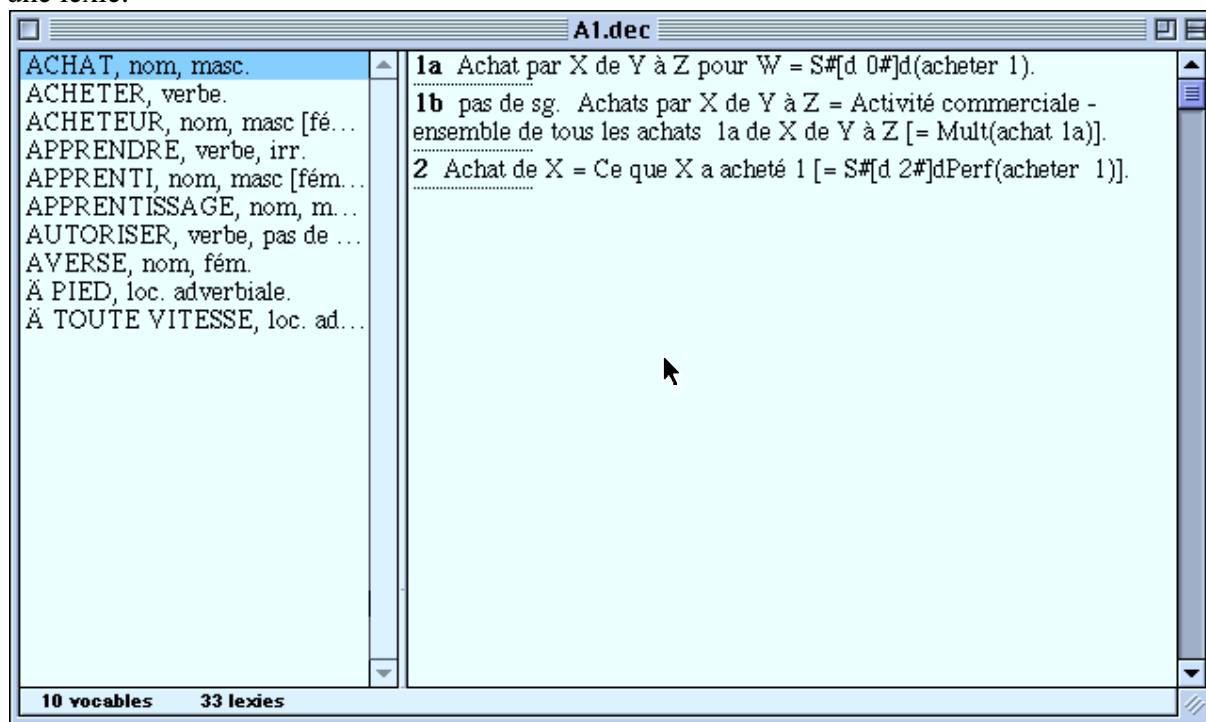 une lexie.
A1.dec
ACHAT, nom, masc.
ACHETER, verbe.
ACHETEUR, nom, masc [fé...
APPRENDRE, verbe, irr.
APPRENTI, nom, masc [fém...
APPRENTISSAGE, nom, m...
AUTORISER, verbe, pas de ...
AVERSE, nom, fém.
Ä PIED, loc. adverbiale.
Ä TOUTE VITESSE, loc. ad...
1a Achat par X de Y à Z pour W = S#[d 0#]d(acheter 1).
1b pas de sg. Achats par X de Y à Z = Activité commerciale -
ensemble de tous les achats 1a de X de Y à Z [= Mult(achat 1a)].
2 Achat de X = Ce que X a acheté 1 [= S#[d 2#]dPerf(acheter 1)].
10 vocables 33 lexies